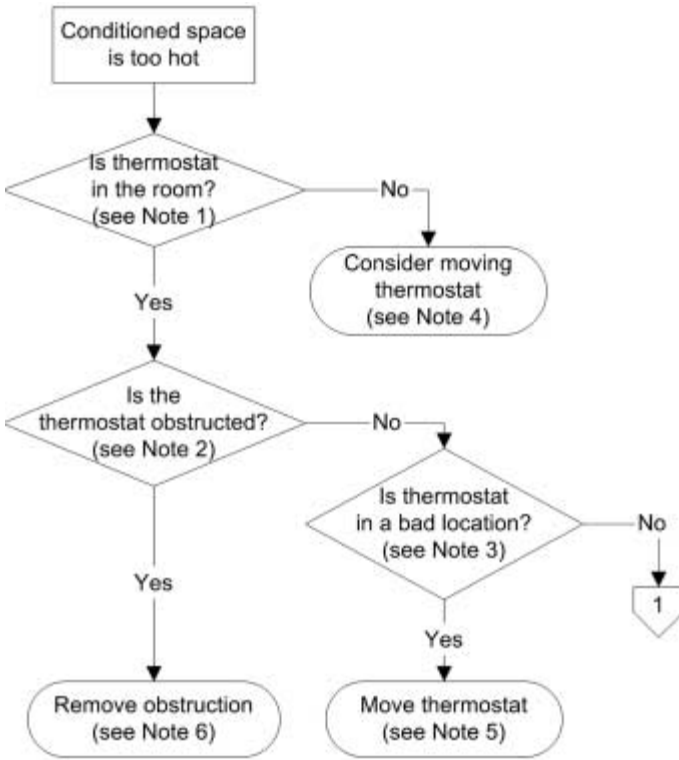 Conditioned space
is too hot
Is thermostat
in the room?
(see Note 1)
No
Consider moving
thermostat
(see Note 4)
Yes
Is the
thermostat obstructed?
(see Note 2)
No
Is thermostat
in a bad location?
(see Note 3)
No
1
Yes
Yes
Remove obstruction
(see Note 6)
Move thermostat
(see Note 5)